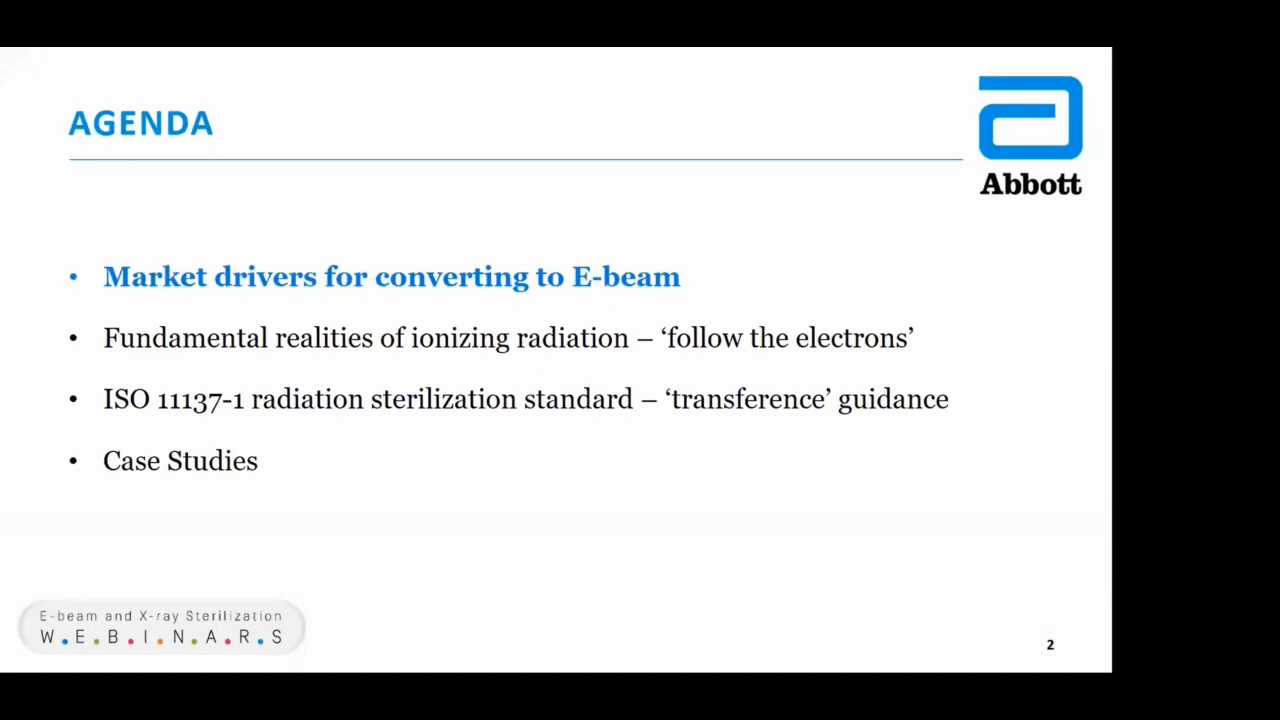 AGENDA
Abbott
• Market drivers for converting to E-beam
• Fundamental realities of ionizing radiation – ‘follow the electrons’
• ISO 11137-1 radiation sterilization standard – ‘transference’ guidance
• Case Studies
E-beam and X-ray Sterilization
W.E.B.I.N.A.R.S
2